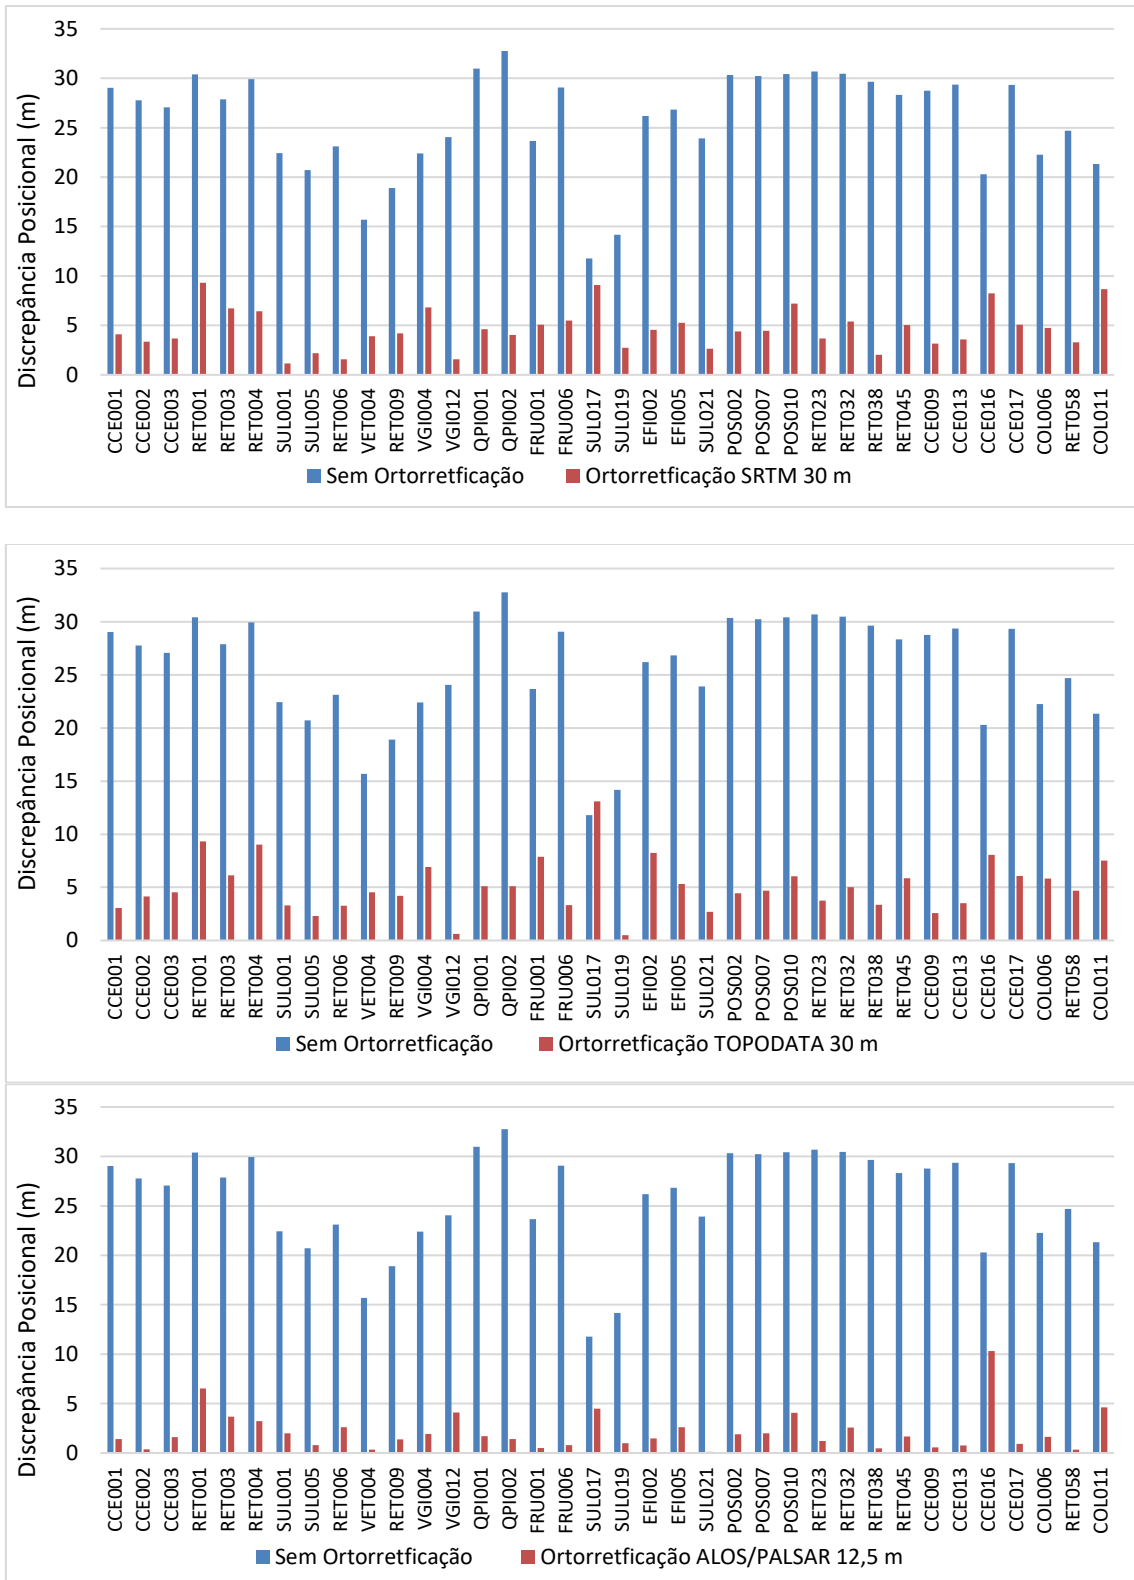 35
30
25
20
15
10
5
0
Discrepância Posicional (m)
CCE001
CCE002
CCE003
RET001
RET003
RET004
SUL001
SUL005
RET006
VET004
RET009
VGI004
VGI012
QPI001
QPI002
FRU001
FRU006
SUL017
SUL019
EFI002
EFI005
SUL021
POS002
POS007
POS010
RET023
RET032
RET038
RET045
CCE009
CCE013
CCE016
CCE017
COL006
RET058
COL011
Sem Ortorretficação Ortorretficação SRTM 30 m
35
30
25
20
15
10
5
0
Discrepância Posicional (m)
CCE001
CCE002
CCE003
RET001
RET003
RET004
SUL001
SUL005
RET006
VET004
RET009
VGI004
VGI012
QPI001
QPI002
FRU001
FRU006
SUL017
SUL019
EFI002
EFI005
SUL021
POS002
POS007
POS010
RET023
RET032
RET038
RET045
CCE009
CCE013
CCE016
CCE017
COL006
RET058
COL011
Sem Ortorretficação Ortorretficação TOPODATA 30 m
35
30
25
20
15
10
5
0
Discrepância Posicional (m)
CCE001
CCE002
CCE003
RET001
RET003
RET004
SUL001
SUL005
RET006
VET004
RET009
VGI004
VGI012
QPI001
QPI002
FRU001
FRU006
SUL017
SUL019
EFI002
EFI005
SUL021
POS002
POS007
POS010
RET023
RET032
RET038
RET045
CCE009
CCE013
CCE016
CCE017
COL006
RET058
COL011
Sem Ortorretficação Ortorretficação ALOS/PALSAR 12,5 m